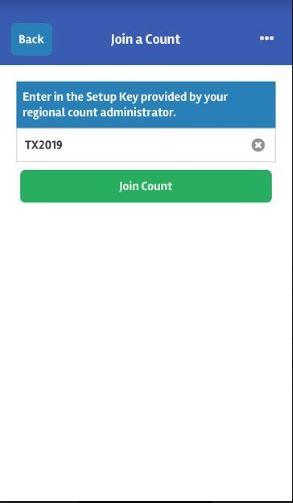 Back
Join a Count
Enter in the Setup Key provided by your
regional count administrator.
TX2019
Join Count